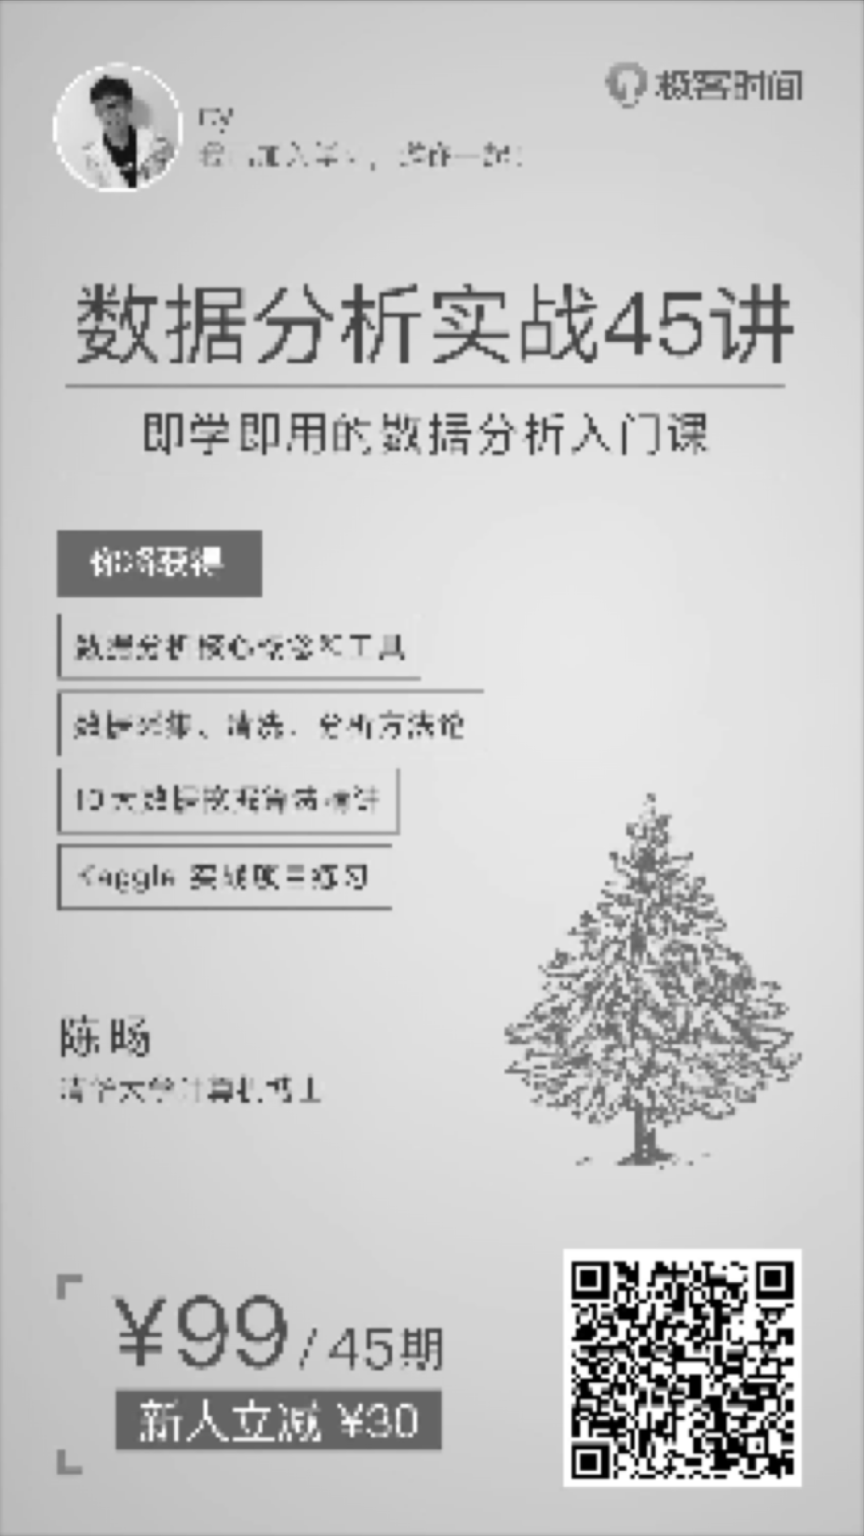 极客时间
数据分析实战45讲
即学即用的数据分析入门课
你将获得
数据分析核心概念和工具
数据采集、清洗、分析方法论
10大数据挖掘算法精讲
Kaggle 实战项目练习
陈旸
清华大学计算机博士
¥99/45期
新人立减 ¥30